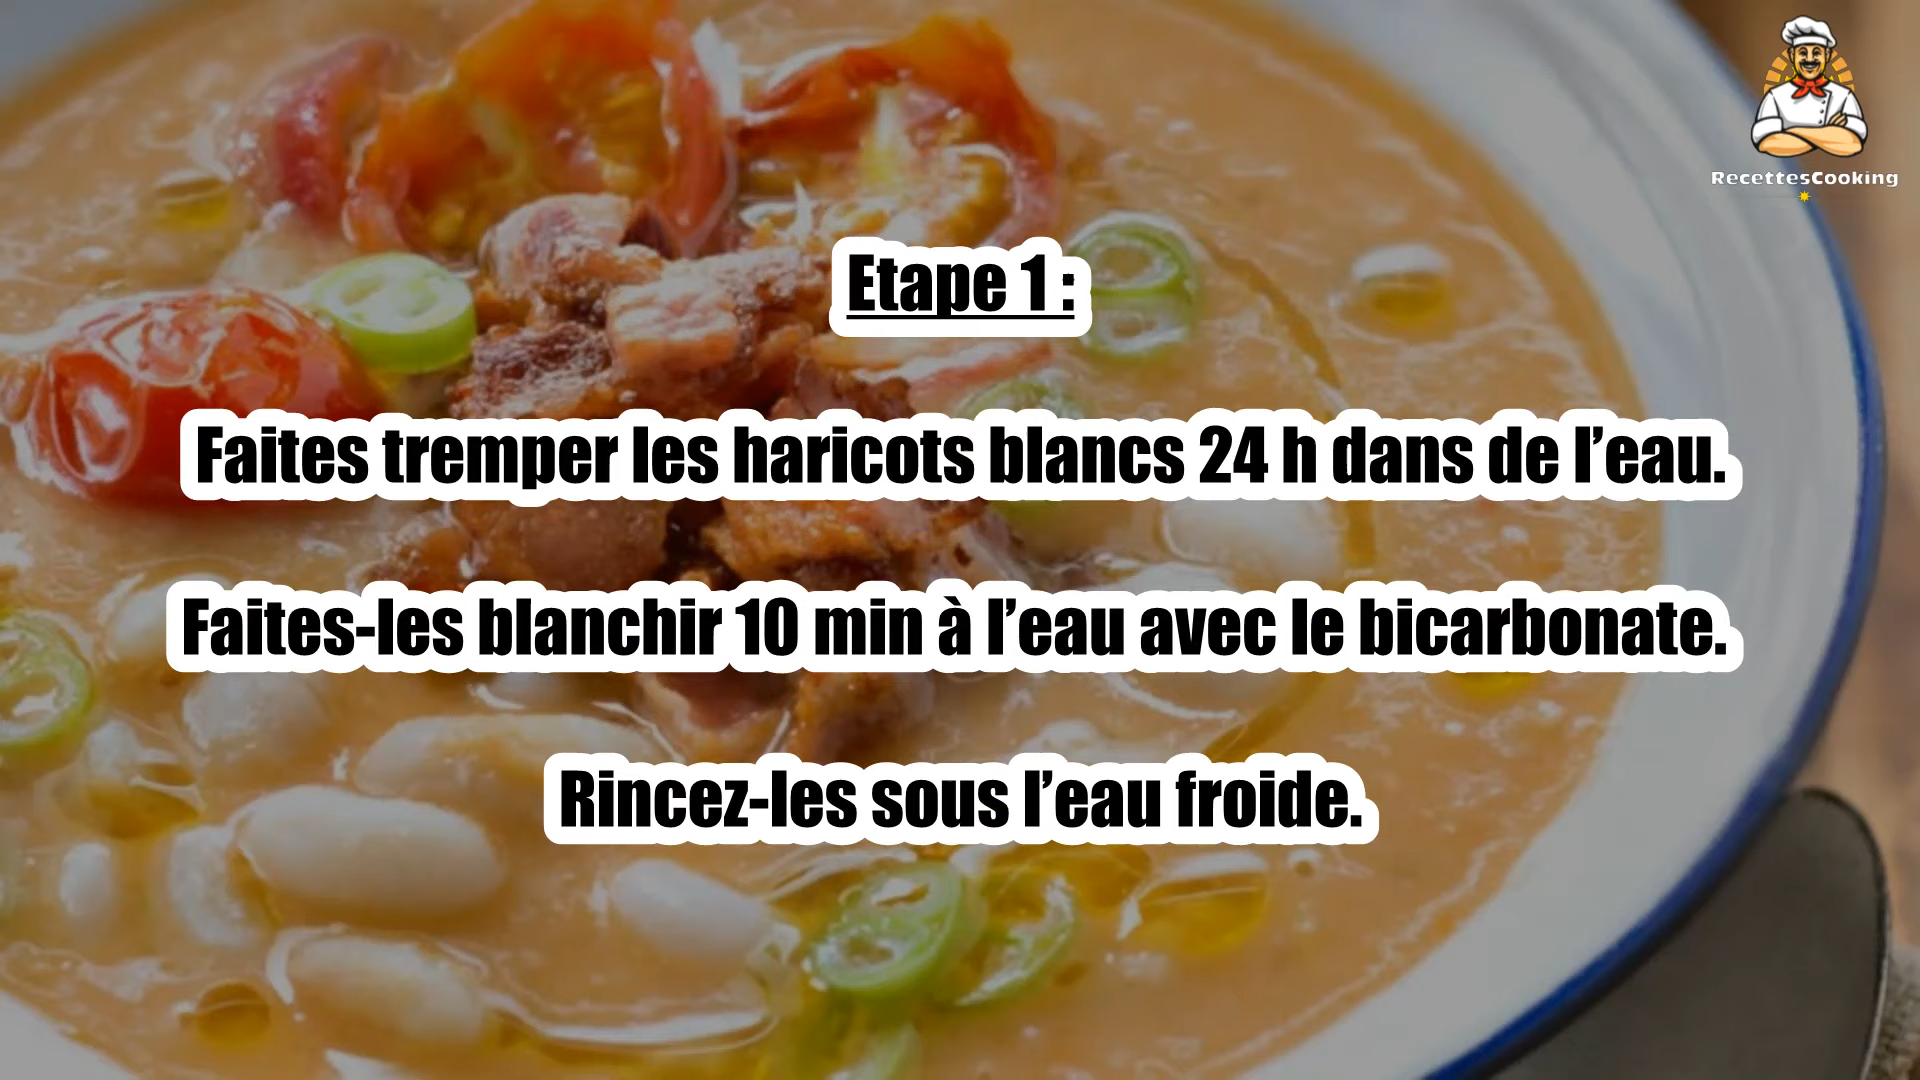 RecettesCooking
Etape 1 :
Faites tremper les haricots blancs 24 h dans de l’eau.
Faites-les blanchir 10 min à l’eau avec le bicarbonate.
Rincez-les sous l’eau froide.